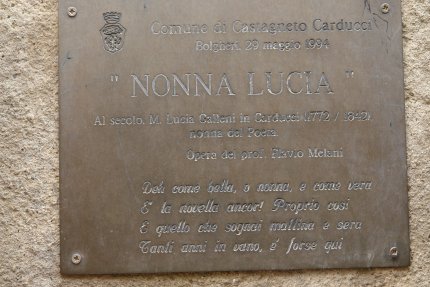 Comune di Castagneto Carducci
Bolgheri, 29 maggio 1994
" NONNA LUCIA "
Al secolo, M. Lucia Galleni in Carducci (1772 / 1842),
nonna del Poeta.
Opera del prof. Flavio Melani
Deh come bella, o nonna, e come vera
E' la novella ancor! Proprio così
E quello che sognai mattina e sera
Tanti anni in vano, e' forse qui